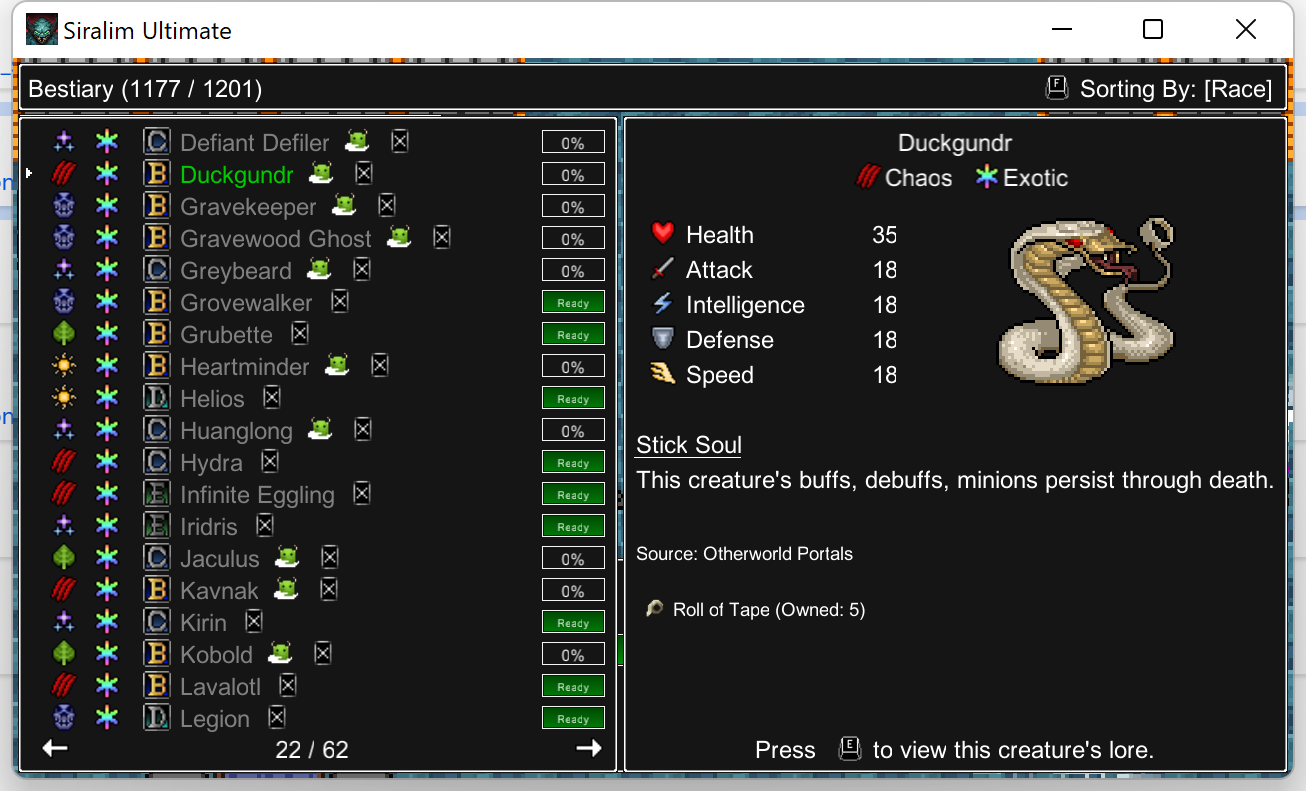 Siralim Ultimate
Bestiary (1177 / 1201)
F Sorting By: [Race]
C Defiant Defiler 0%
B Duckgundr 0%
B Gravekeeper 0%
B Gravewood Ghost 0%
C Greybeard 0%
B Grovewalker Ready
B Grubette Ready
B Heartminder 0%
D Helios Ready
C Huanglong 0%
C Hydra Ready
E Infinite Eggling Ready
E Iridris Ready
C Jaculus 0%
B Kavnak 0%
C Kirin Ready
B Kobold 0%
B Lavalotl Ready
D Legion Ready
22 / 62
Duckgundr
Chaos Exotic
Health 35
Attack 18
Intelligence 18
Defense 18
Speed 18
Stick Soul
This creature's buffs, debuffs, minions persist through death.
Source: Otherworld Portals
Roll of Tape (Owned: 5)
Press E to view this creature's lore.